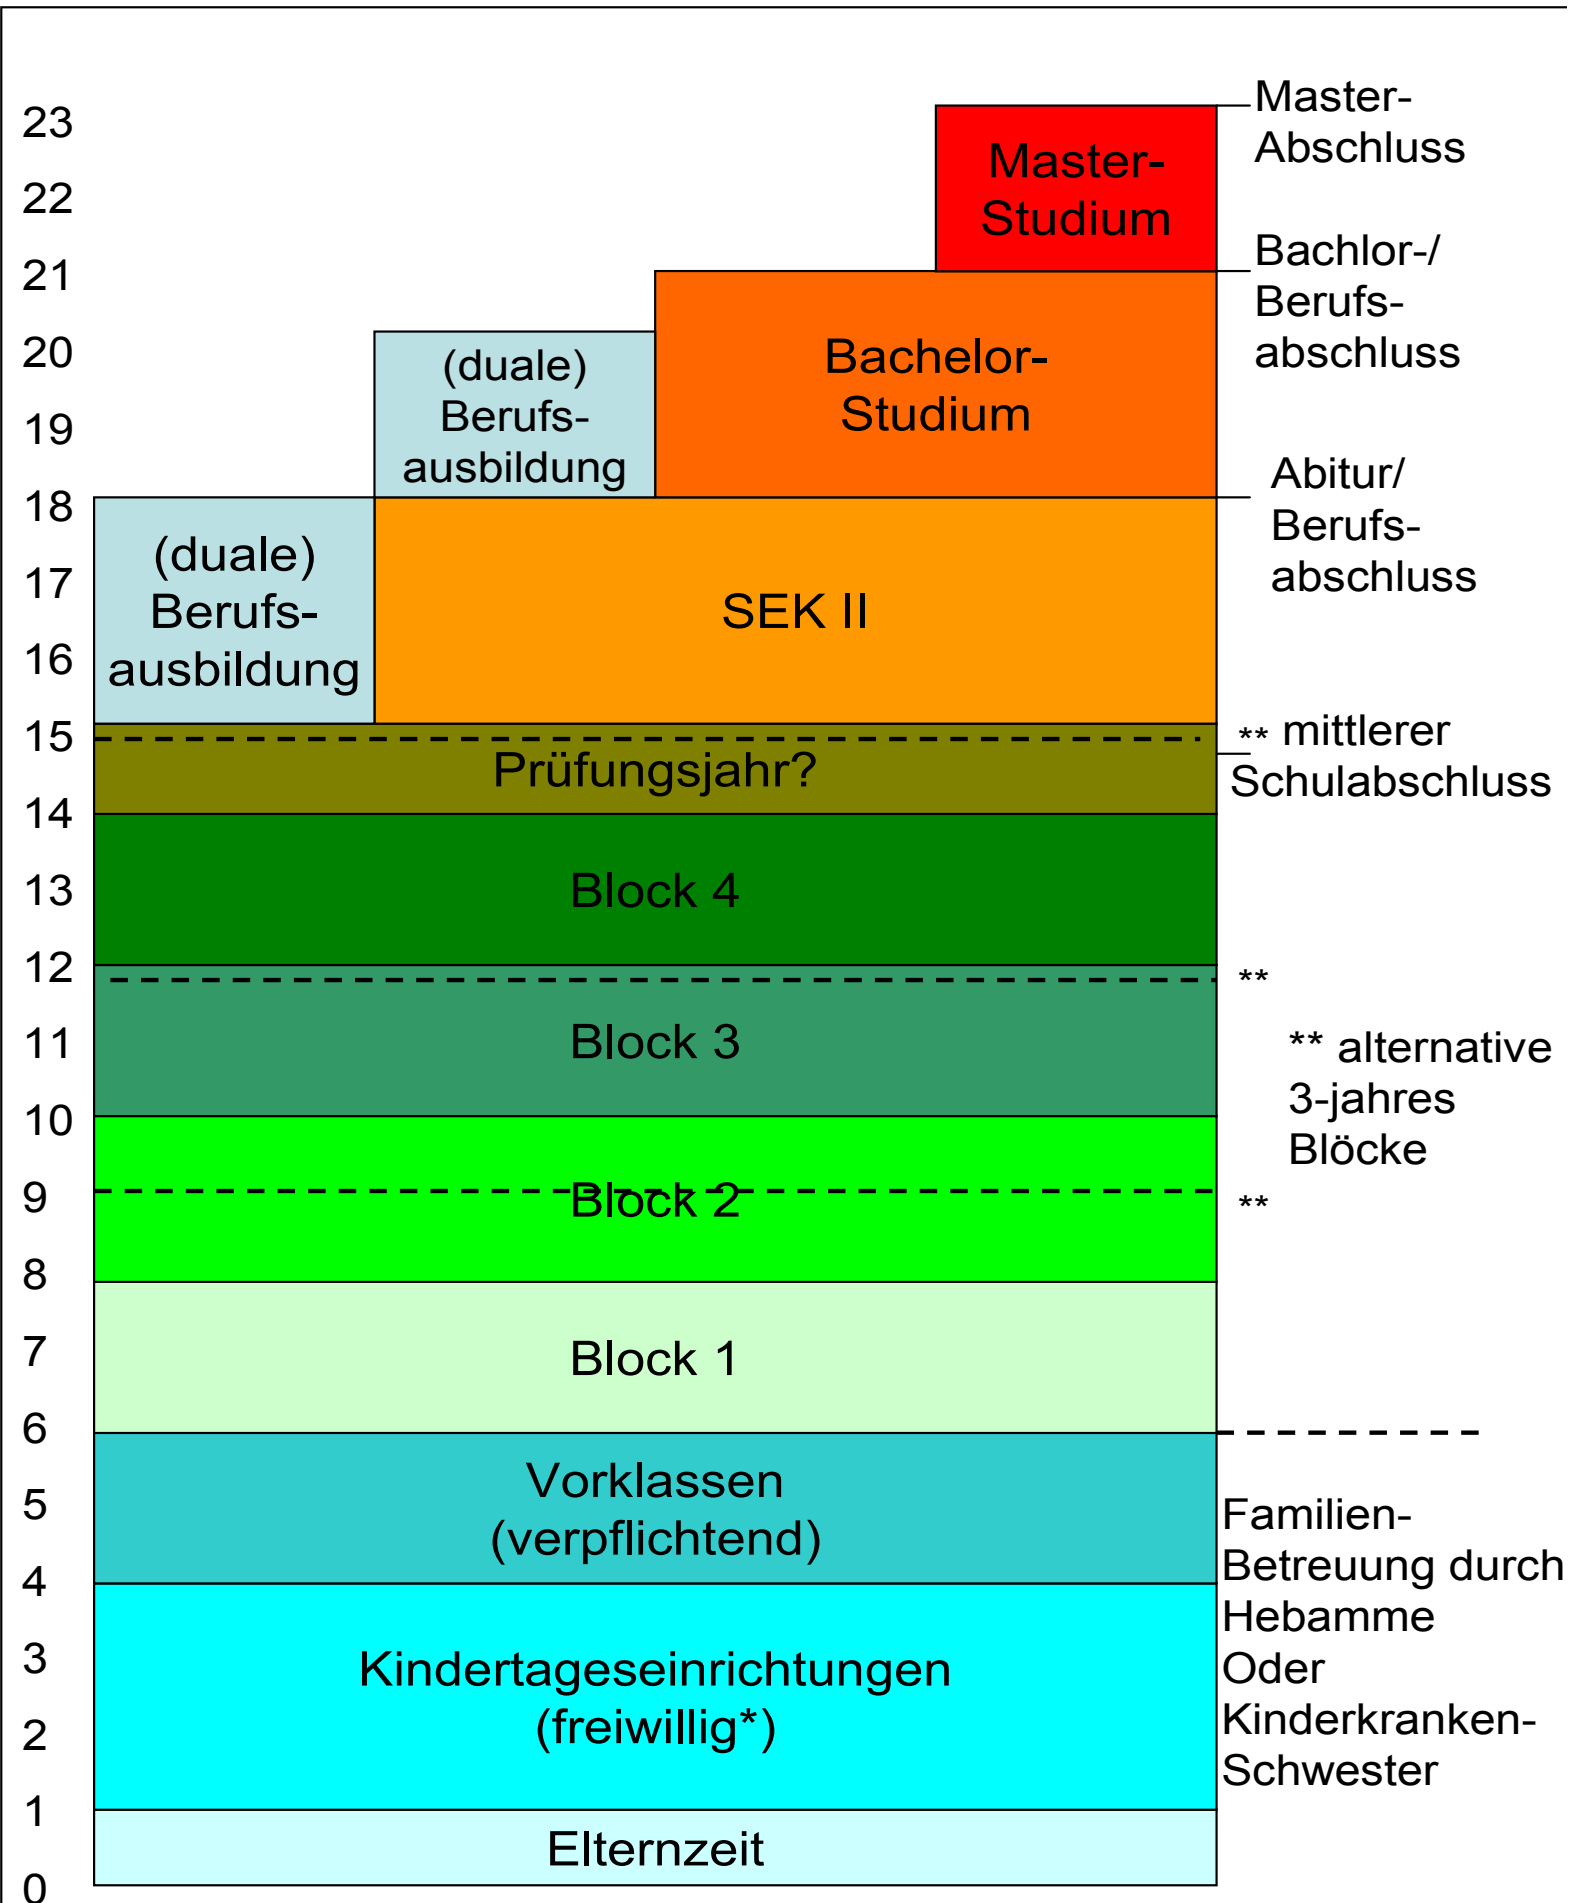 23
22
21
20
19
18
17
16
15
14
13
12
11
10
9
8
7
6
5
4
3
2
1
0
Master-
Studium
(duale)
Berufs-
ausbildung
Bachelor-
Studium
(duale)
Berufs-
ausbildung
SEK II
Prüfungsjahr?
Block 4
Block 3
Block 2
Block 1
Vorklassen
(verpflichtend)
Kindertageseinrichtungen
(freiwillig*)
Elternzeit
Master-
Abschluss
Bachlor-/
Berufs-
abschluss
Abitur/
Berufs-
abschluss
** mittlerer
Schulabschluss
**
** alternative
3-jahres
Blöcke
**
Familien-
Betreuung durch
Hebamme
Oder
Kinderkranken-
Schwester